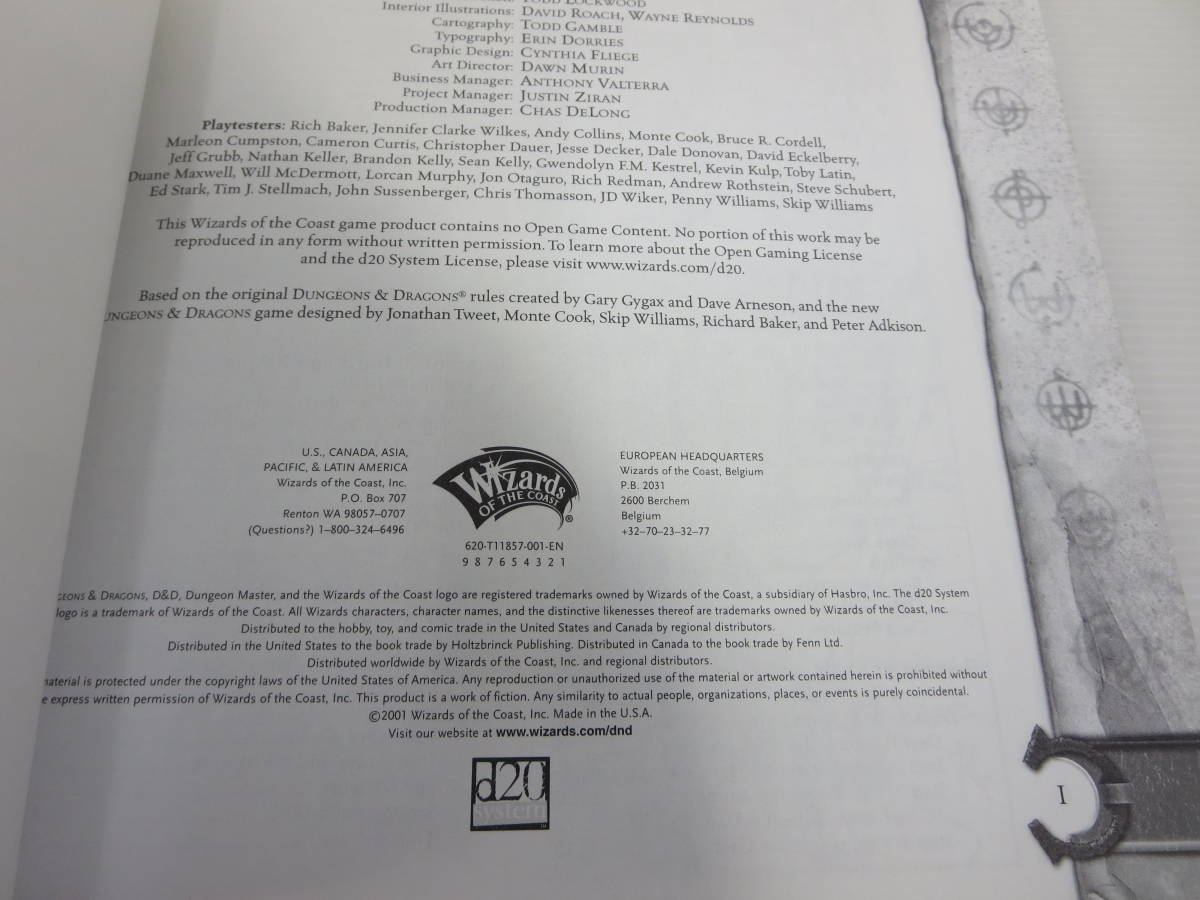 TODD LOCKWOOD
Interior Illustrations: DAVID ROACH, WAYNE REYNOLDS
Cartography: TODD GAMBLE
Typography: ERIN DORRIES
Graphic Design: CYNTHIA FLIEGE
Art Director: DAWN MURIN
Business Manager: ANTHONY VALTERRA
Project Manager: JUSTIN ZIRAN
Production Manager: CHAS DELONG
Playtesters: Rich Baker, Jennifer Clarke Wilkes, Andy Collins, Monte Cook, Bruce R. Cordell,
Marleon Cumpston, Cameron Curtis, Christopher Dauer, Jesse Decker, Dale Donovan, David Eckelberry,
Jeff Grubb, Nathan Keller, Brandon Kelly, Sean Kelly, Gwendolyn F.M. Kestrel, Kevin Kulp, Toby Latin,
Duane Maxwell, Will McDermott, Lorcan Murphy, Jon Otaguro, Rich Redman, Andrew Rothstein, Steve Schubert,
Ed Stark, Tim J. Stellmach, John Sussenberger, Chris Thomasson, JD Wiker, Penny Williams, Skip Williams
This Wizards of the Coast game product contains no Open Game Content. No portion of this work may be
reproduced in any form without written permission. To learn more about the Open Gaming License
and the d20 System License, please visit www.wizards.com/d20.
Based on the original DUNGEONS & DRAGONS® rules created by Gary Gygax and Dave Arneson, and the new
UNGEONS & DRAGONS game designed by Jonathan Tweet, Monte Cook, Skip Williams, Richard Baker, and Peter Adkison.
U.S., CANADA, ASIA,
PACIFIC, & LATIN AMERICA
Wizards of the Coast, Inc.
P.O. Box 707
Renton WA 98057-0707
(Questions?) 1-800-324-6496
Wizards
OF THE COAST®
620-T11857-001-EN
9 8 7 6 5 4 3 2 1
EUROPEAN HEADQUARTERS
Wizards of the Coast, Belgium
P.B. 2031
2600 Berchem
Belgium
+32-70-23-32-77
GEONS & DRAGONS, D&D, Dungeon Master, and the Wizards of the Coast logo are registered trademarks owned by Wizards of the Coast, a subsidiary of Hasbro, Inc. The d20 System
logo is a trademark of Wizards of the Coast. All Wizards characters, character names, and the distinctive likenesses thereof are trademarks owned by Wizards of the Coast, Inc.
Distributed to the hobby, toy, and comic trade in the United States and Canada by regional distributors.
Distributed in the United States to the book trade by Holtzbrinck Publishing. Distributed in Canada to the book trade by Fenn Ltd.
Distributed worldwide by Wizards of the Coast, Inc. and regional distributors.
aterial is protected under the copyright laws of the United States of America. Any reproduction or unauthorized use of the material or artwork contained herein is prohibited without
e express written permission of Wizards of the Coast, Inc. This product is a work of fiction. Any similarity to actual people, organizations, places, or events is purely coincidental.
©2001 Wizards of the Coast, Inc. Made in the U.S.A.
Visit our website at www.wizards.com/dnd
d20
system
TM
1